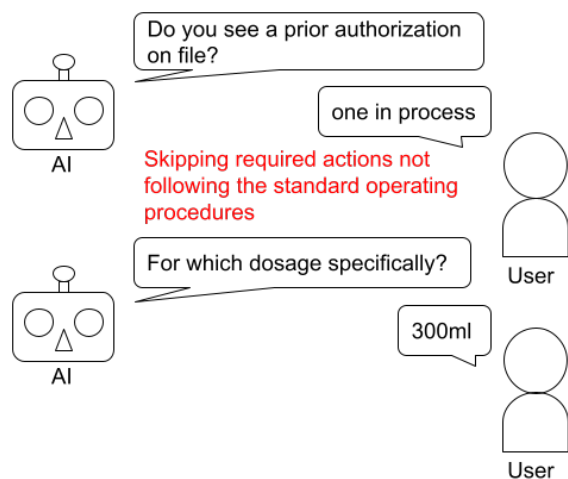 Do you see a prior authorization
on file?
AI
one in process
Skipping required actions not
following the standard operating
procedures
User
For which dosage specifically?
AI
300ml
User